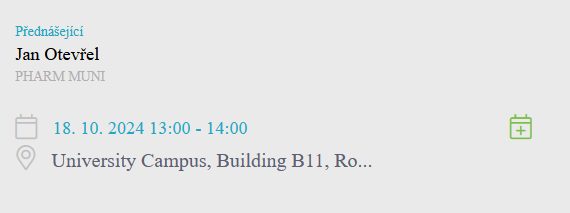 Přednášející
Jan Otevřel
PHARM MUNI
18. 10. 2024 13:00 - 14:00
University Campus, Building B11, Ro...